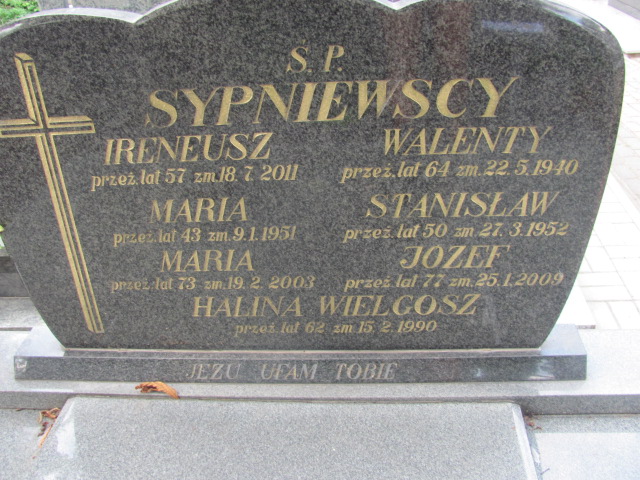 Ś.P.
SYPNIEWSCY
IRENEUSZ WALENTY
przeż. lat 57 zm. 18. 7. 2011 przeż. lat 64 zm. 22. 5. 1940
MARIA STANISŁAW
przeż. lat 43 zm. 9. 1. 1951 przeż. lat 50 zm. 27. 3. 1952
MARIA JÓZEF
przeż. lat 73 zm. 19. 2. 2003 przeż. lat 77 zm. 25. 1. 2009
HALINA WIELGOSZ
przeż. lat 62 zm. 15. 2. 1990
JEZU UFAM TOBIE